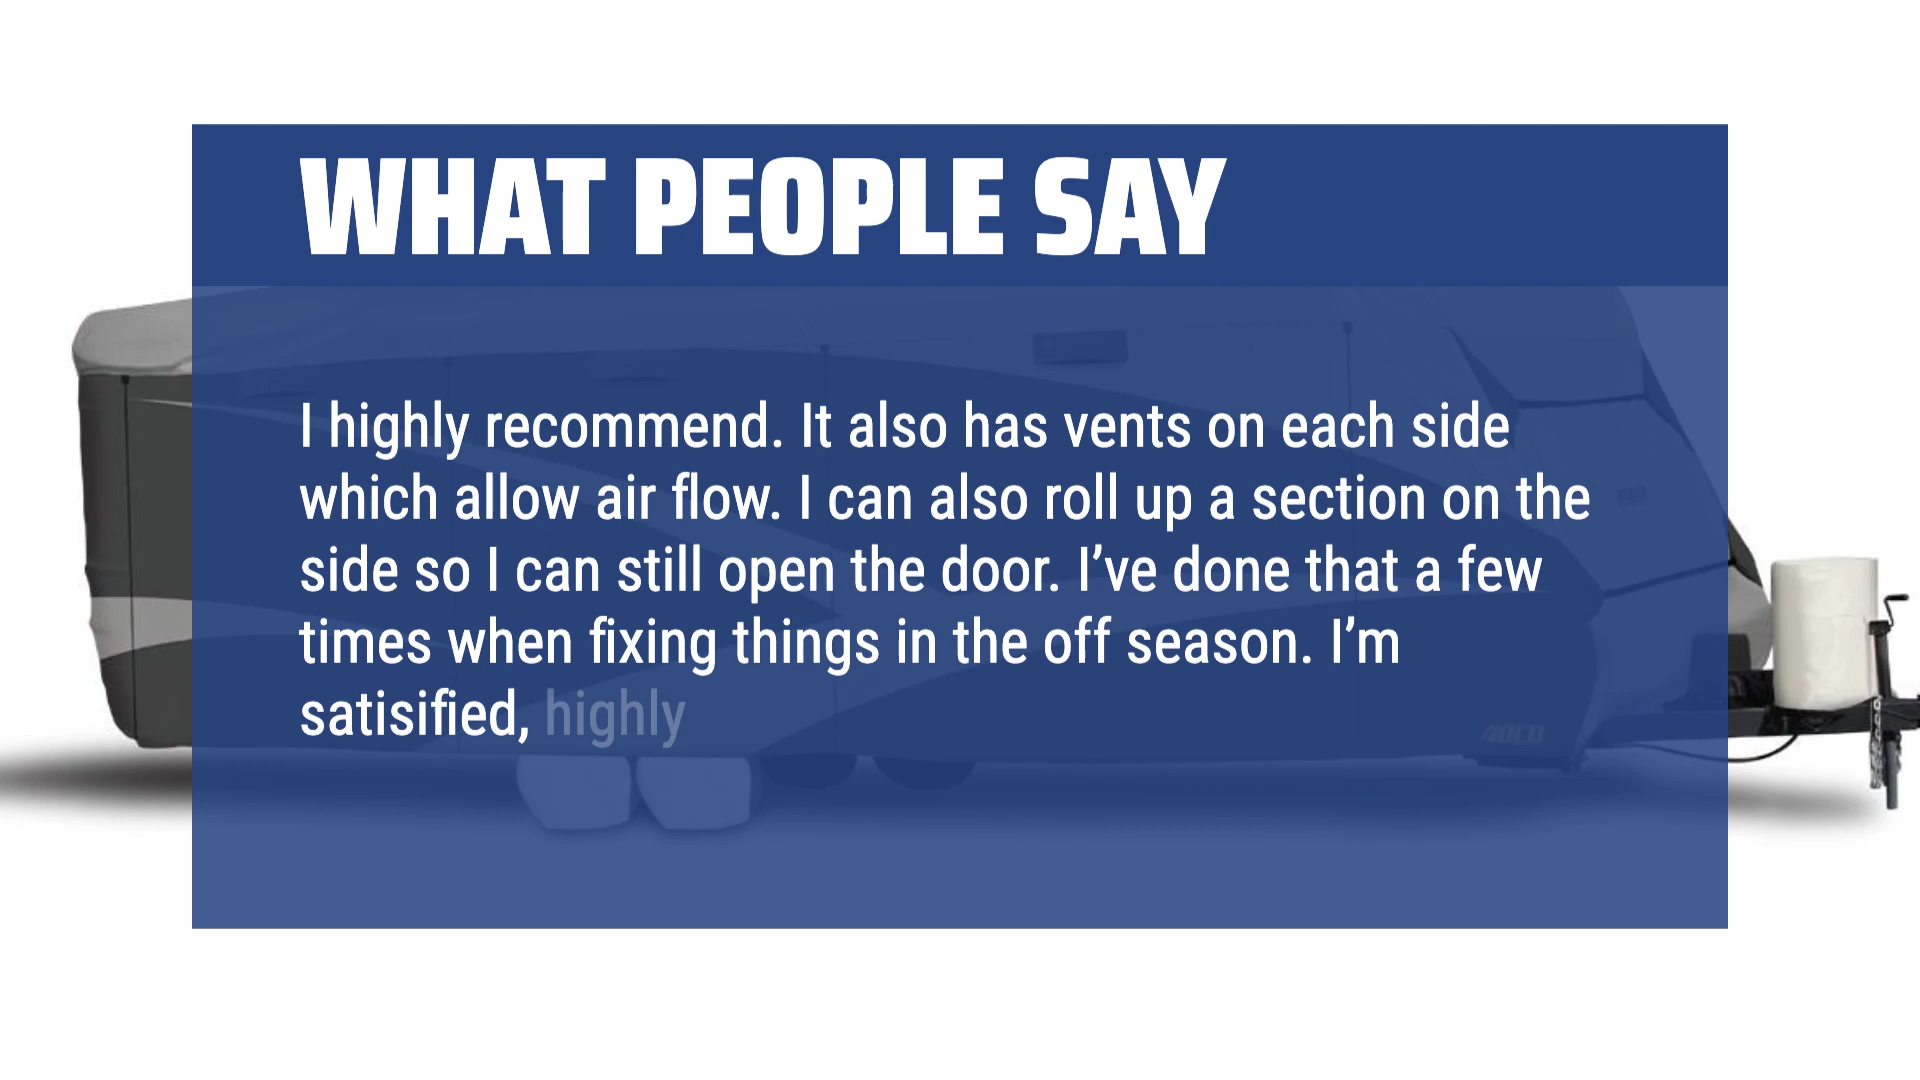 WHAT PEOPLE SAY
I highly recommend. It also has vents on each side
which allow air flow. I can also roll up a section on the
side so I can still open the door. I’ve done that a few
times when fixing things in the off season. I’m
satisified, highly
ADCO